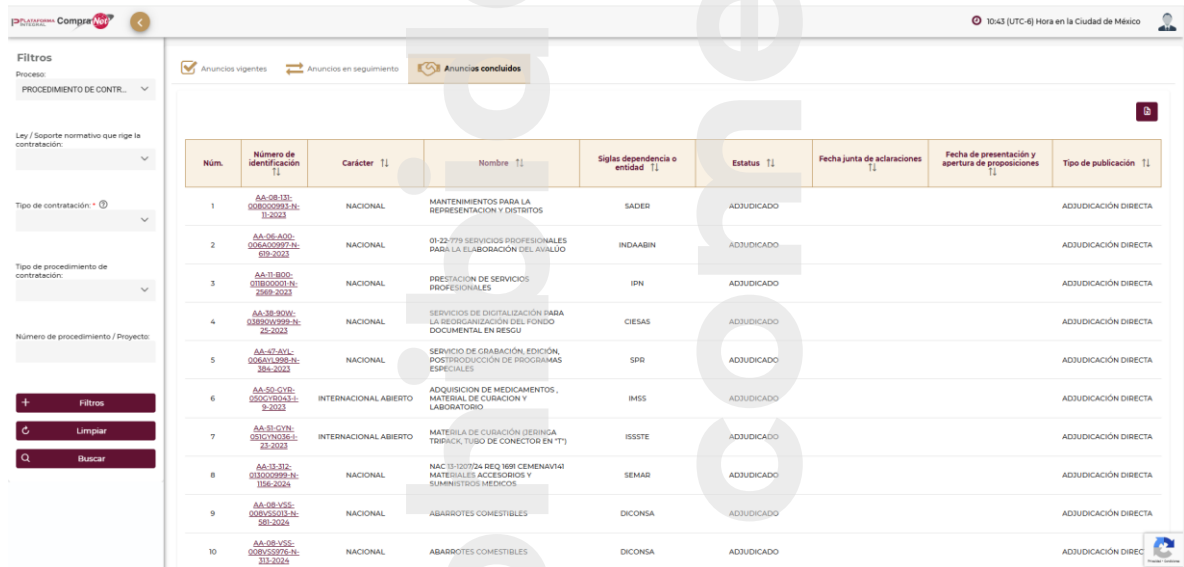 PLATAFORMA INTEGRAL CompraNet
10:43 (UTC-6) Hora en la Ciudad de México
Filtros
Proceso:
PROCEDIMIENTO DE CONTR...
Ley / Soporte normativo que rige la
contratación:
Tipo de contratación: *
Tipo de procedimiento de
contratación:
Número de procedimiento / Proyecto:
+ Filtros
Limpiar
Buscar
Anuncios vigentes
Anuncios en seguimiento
Anuncios concluidos
Núm.
Número de
identificación
Carácter
Nombre
Siglas dependencia o
entidad
Estatus
Fecha junta de aclaraciones
Fecha de presentación y
apertura de proposiciones
Tipo de publicación
1
AA-08-131-
008000993-N-
11-2023
NACIONAL
MANTENIMIENTOS PARA LA
REPRESENTACION Y DISTRITOS
SADER
ADJUDICADO
ADJUDICACIÓN DIRECTA
2
AA-06-A00-
006A00997-N-
619-2023
NACIONAL
01-22-779 SERVICIOS PROFESIONALES
PARA LA ELABORACIÓN DEL AVALÚO
INDAABIN
ADJUDICADO
ADJUDICACIÓN DIRECTA
3
AA-11-B00-
011B00001-N-
2569-2023
NACIONAL
PRESTACION DE SERVICIOS
PROFESIONALES
IPN
ADJUDICADO
ADJUDICACIÓN DIRECTA
4
AA-38-90W-
03890W999-N-
25-2023
NACIONAL
SERVICIOS DE DIGITALIZACIÓN PARA
LA REORGANIZACIÓN DEL FONDO
DOCUMENTAL EN RESGU
CIESAS
ADJUDICADO
ADJUDICACIÓN DIRECTA
5
AA-47-AYL-
006AYL998-N-
384-2023
NACIONAL
SERVICIO DE GRABACIÓN, EDICIÓN,
POSTPRODUCCIÓN DE PROGRAMAS
ESPECIALES
SPR
ADJUDICADO
ADJUDICACIÓN DIRECTA
6
AA-50-GYR-
050GYR043-I-
9-2023
INTERNACIONAL ABIERTO
ADQUISICION DE MEDICAMENTOS ,
MATERIAL DE CURACION Y
LABORATORIO
IMSS
ADJUDICADO
ADJUDICACIÓN DIRECTA
7
AA-51-GYN-
051GYN036-I-
23-2023
INTERNACIONAL ABIERTO
MATERILA DE CURACIÓN (JERINGA
TRIPACK, TUBO DE CONECTOR EN "T")
ISSSTE
ADJUDICADO
ADJUDICACIÓN DIRECTA
8
AA-13-312-
013000999-N-
1156-2024
NACIONAL
NAC 13-1207/24 REQ 1691 CEMENAV141
MATERIALES ACCESORIOS Y
SUMINISTROS MEDICOS
SEMAR
ADJUDICADO
ADJUDICACIÓN DIRECTA
9
AA-08-VSS-
008VSS013-N-
581-2024
NACIONAL
ABARROTES COMESTIBLES
DICONSA
ADJUDICADO
ADJUDICACIÓN DIRECTA
10
AA-08-VSS-
008VSS976-N-
313-2024
NACIONAL
ABARROTES COMESTIBLES
DICONSA
ADJUDICADO
ADJUDICACIÓN DIREC